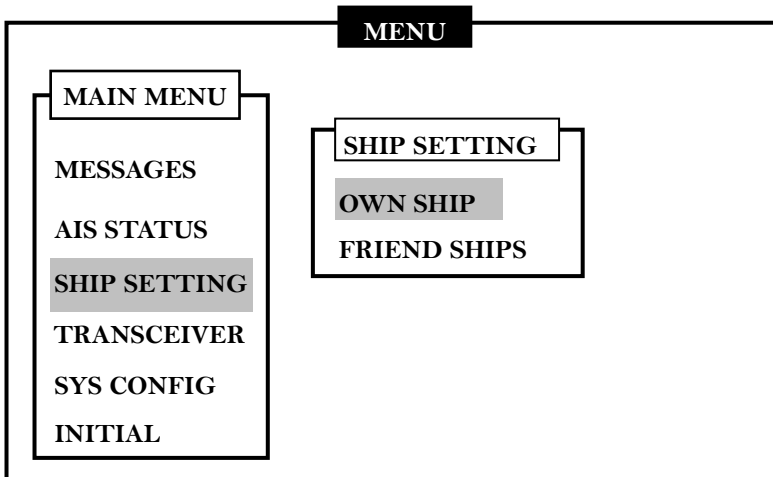 MENU
MAIN MENU
MESSAGES
AIS STATUS
SHIP SETTING
TRANSCEIVER
SYS CONFIG
INITIAL
SHIP SETTING
OWN SHIP
FRIEND SHIPS